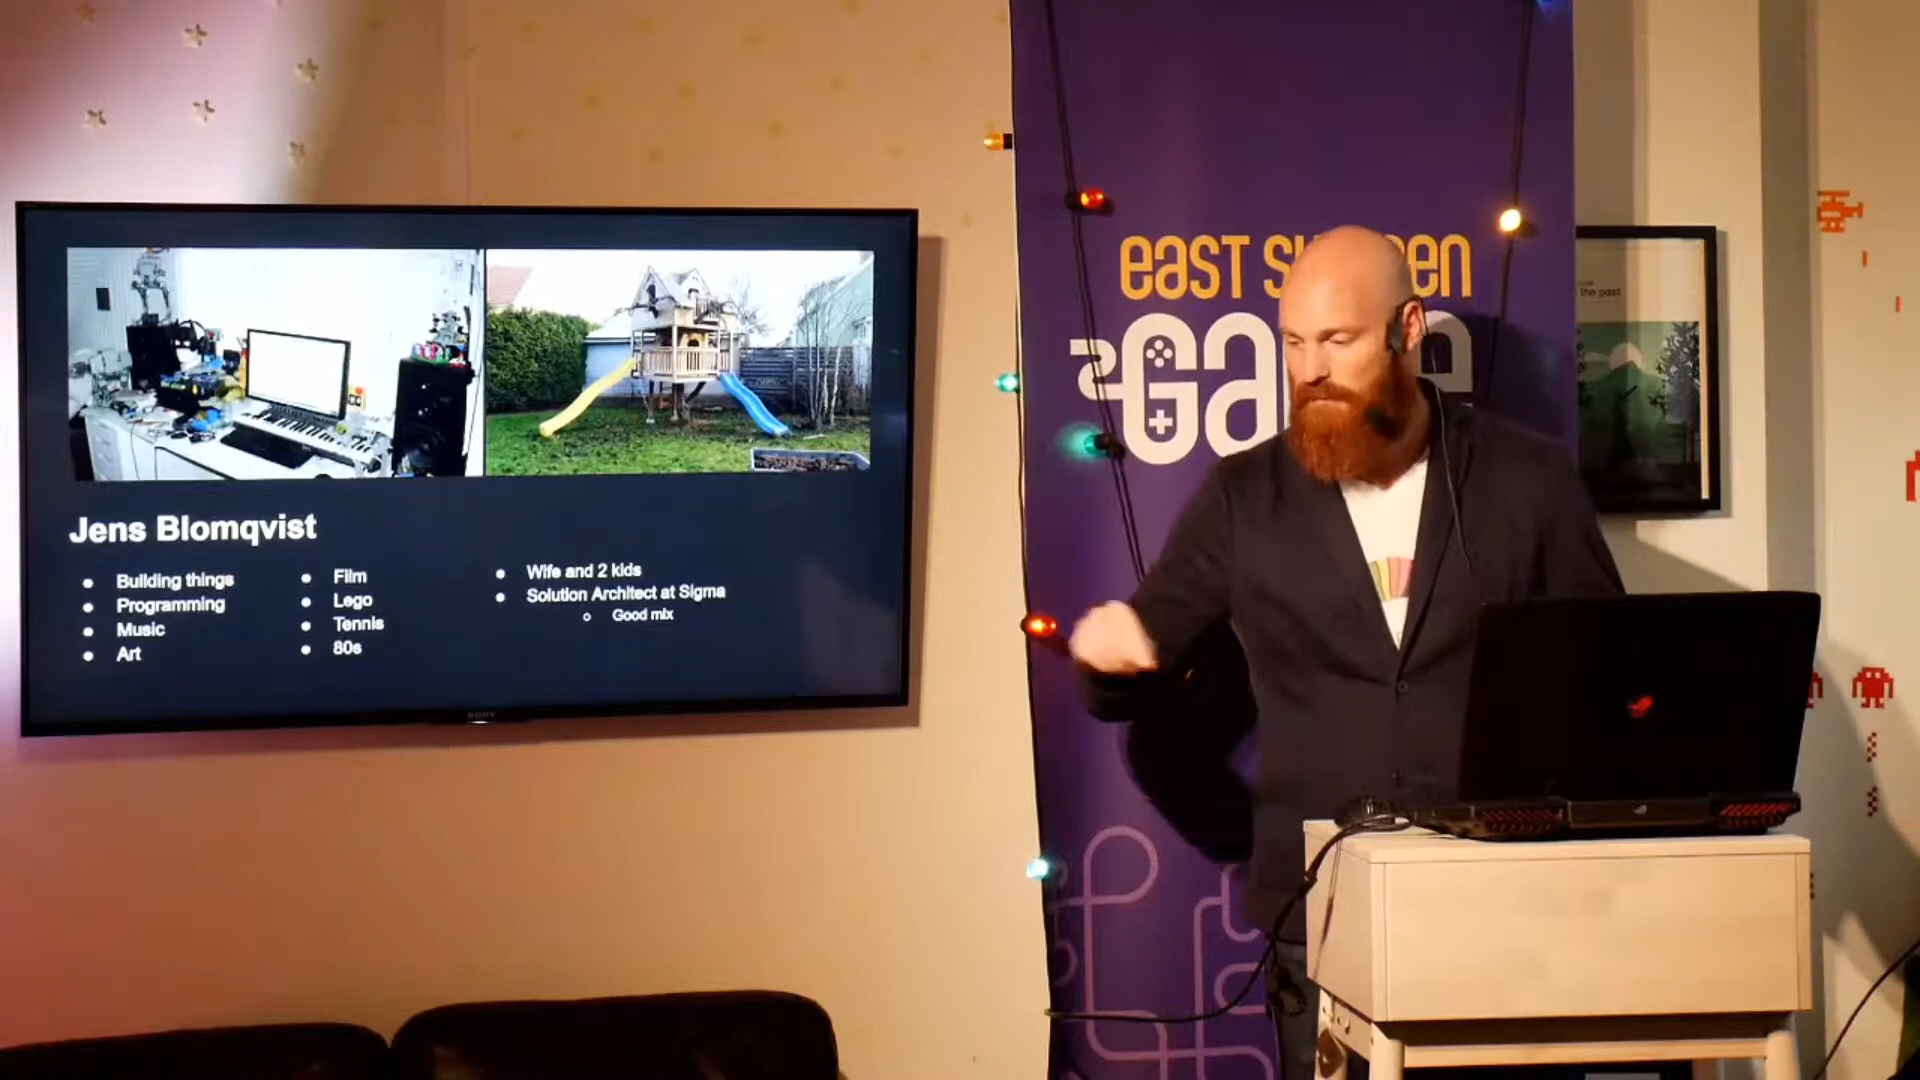 Jens Blomqvist
Building things
Programming
Music
Art
Film
Lego
Tennis
80s
Wife and 2 kids
Solution Architect at Sigma
Good mix
SONY
east
the past